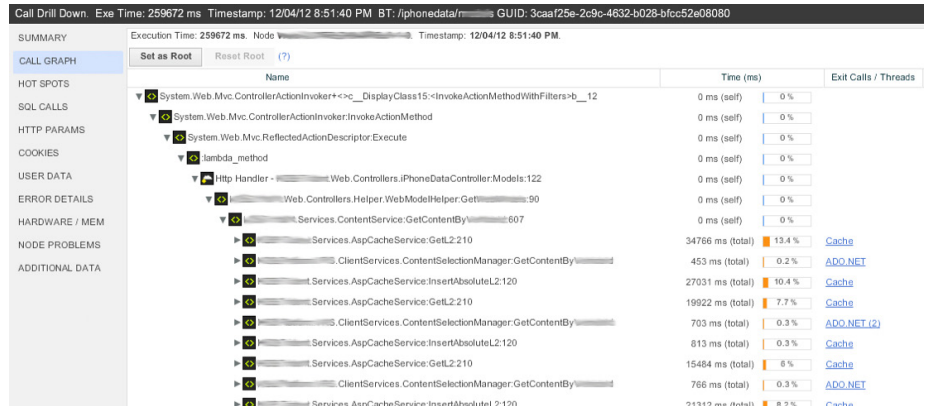 Call Drill Down. Exe Time: 259672 ms Timestamp: 12/04/12 8:51:40 PM BT: /iphonedata/ GUID: 3caaf25e-2c9c-4632-b028-bfcc52e08080
SUMMARY
CALL GRAPH
HOT SPOTS
SQL CALLS
HTTP PARAMS
COOKIES
USER DATA
ERROR DETAILS
HARDWARE / MEM
NODE PROBLEMS
ADDITIONAL DATA
Execution Time: 259672 ms. Node Timestamp: 12/04/12 8:51:40 PM.
Set as Root Reset Root (?)
Name Time (ms) Exit Calls / Threads
System.Web.Mvc.ControllerActionInvoker+<>c__DisplayClass15:<InvokeActionMethodWithFilters>b__12 0 ms (self) 0 %
System.Web.Mvc.ControllerActionInvoker:InvokeActionMethod 0 ms (self) 0 %
System.Web.Mvc.ReflectedActionDescriptor:Execute 0 ms (self) 0 %
:lambda_method 0 ms (self) 0 %
Http Handler - .Web.Controllers.iPhoneDataController:Models:122 0 ms (self) 0 %
.Web.Controllers.Helper.WebModelHelper:Get :90 0 ms (self) 0 %
.Services.ContentService:GetContentBy :607 0 ms (self) 0 %
.Services.AspCacheService:GetL2:210 34766 ms (total) 13.4 % Cache
.ClientServices.ContentSelectionManager:GetContentBy 453 ms (total) 0.2 % ADO.NET
.Services.AspCacheService:InsertAbsoluteL2:120 27031 ms (total) 10.4 % Cache
.Services.AspCacheService:GetL2:210 19922 ms (total) 7.7 % Cache
.ClientServices.ContentSelectionManager:GetContentBy 703 ms (total) 0.3 % ADO.NET (2)
.Services.AspCacheService:InsertAbsoluteL2:120 813 ms (total) 0.3 % Cache
.Services.AspCacheService:GetL2:210 15484 ms (total) 6 % Cache
.ClientServices.ContentSelectionManager:GetContentBy 766 ms (total) 0.3 % ADO.NET
.Services.AspCacheService:InsertAbsoluteL2:120 21312 ms (total) 8.2 % Cache